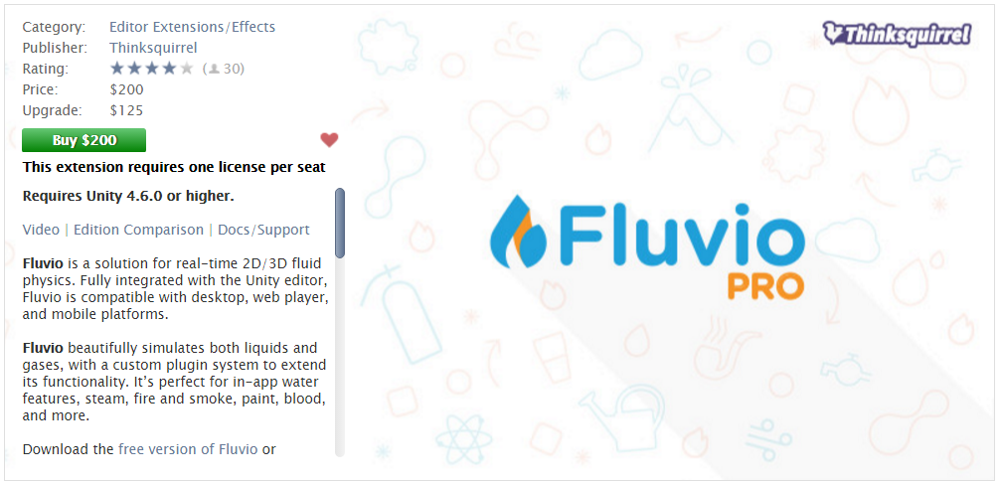 Category: Editor Extensions/Effects
Publisher: Thinksquirrel
Rating: (30)
Price: $200
Upgrade: $125
Buy $200
This extension requires one license per seat
Requires Unity 4.6.0 or higher.
Video | Edition Comparison | Docs/Support
Fluvio is a solution for real-time 2D/3D fluid
physics. Fully integrated with the Unity editor,
Fluvio is compatible with desktop, web player,
and mobile platforms.
Fluvio beautifully simulates both liquids and
gases, with a custom plugin system to extend
its functionality. It's perfect for in-app water
features, steam, fire and smoke, paint, blood,
and more.
Download the free version of Fluvio or
Thinksquirrel
Fluvio
PRO